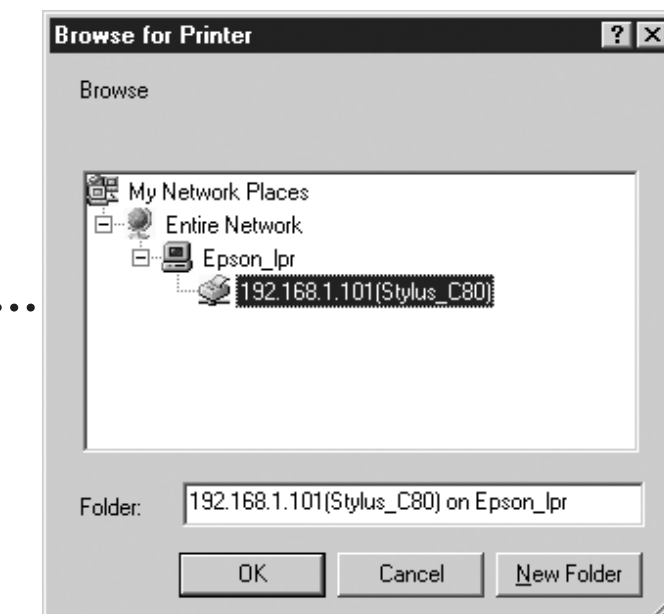 Browse for Printer
Browse
My Network Places
Entire Network
Epson_lpr
192.168.1.101(Stylus_C80)
Folder: 192.168.1.101(Stylus_C80) on Epson_lpr
OK Cancel New Folder